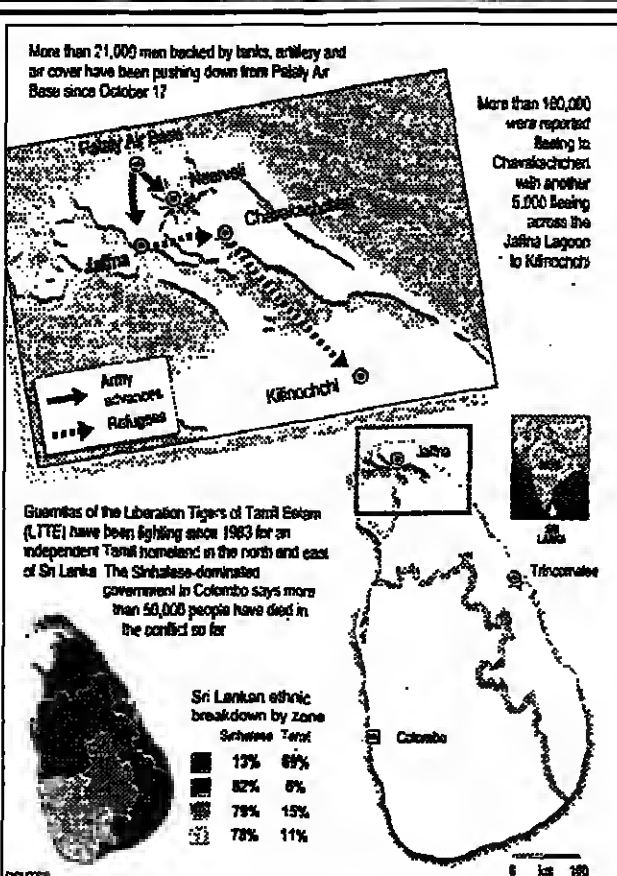 More than 21,000 men backed by tanks, artillery and
air cover have been pushing down from Palaly Air
Base since October 17
More than 180,000
were reported
fleeing to
Chavakachcheri
with another
5,000 fleeing
across the
Jaffna Lagoon
to Kilinochchi
Palaly Air Base
Neerveli
Chavakachcheri
Jaffna
Kilinochchi
Army
advances
Refugees
Jaffna
SRI
LANKA
Guerrillas of the Liberation Tigers of Tamil Eelam
(LTTE) have been fighting since 1983 for an
independent Tamil homeland in the north and east
of Sri Lanka The Sinhalese-dominated
government in Colombo says more
than 50,000 people have died in
the conflict so far
Trincomalee
Sri Lankan ethnic
breakdown by zone
Sinhalese Tamil
13%
82%
79% 15%
78% 11%
Colombo
0 km 100